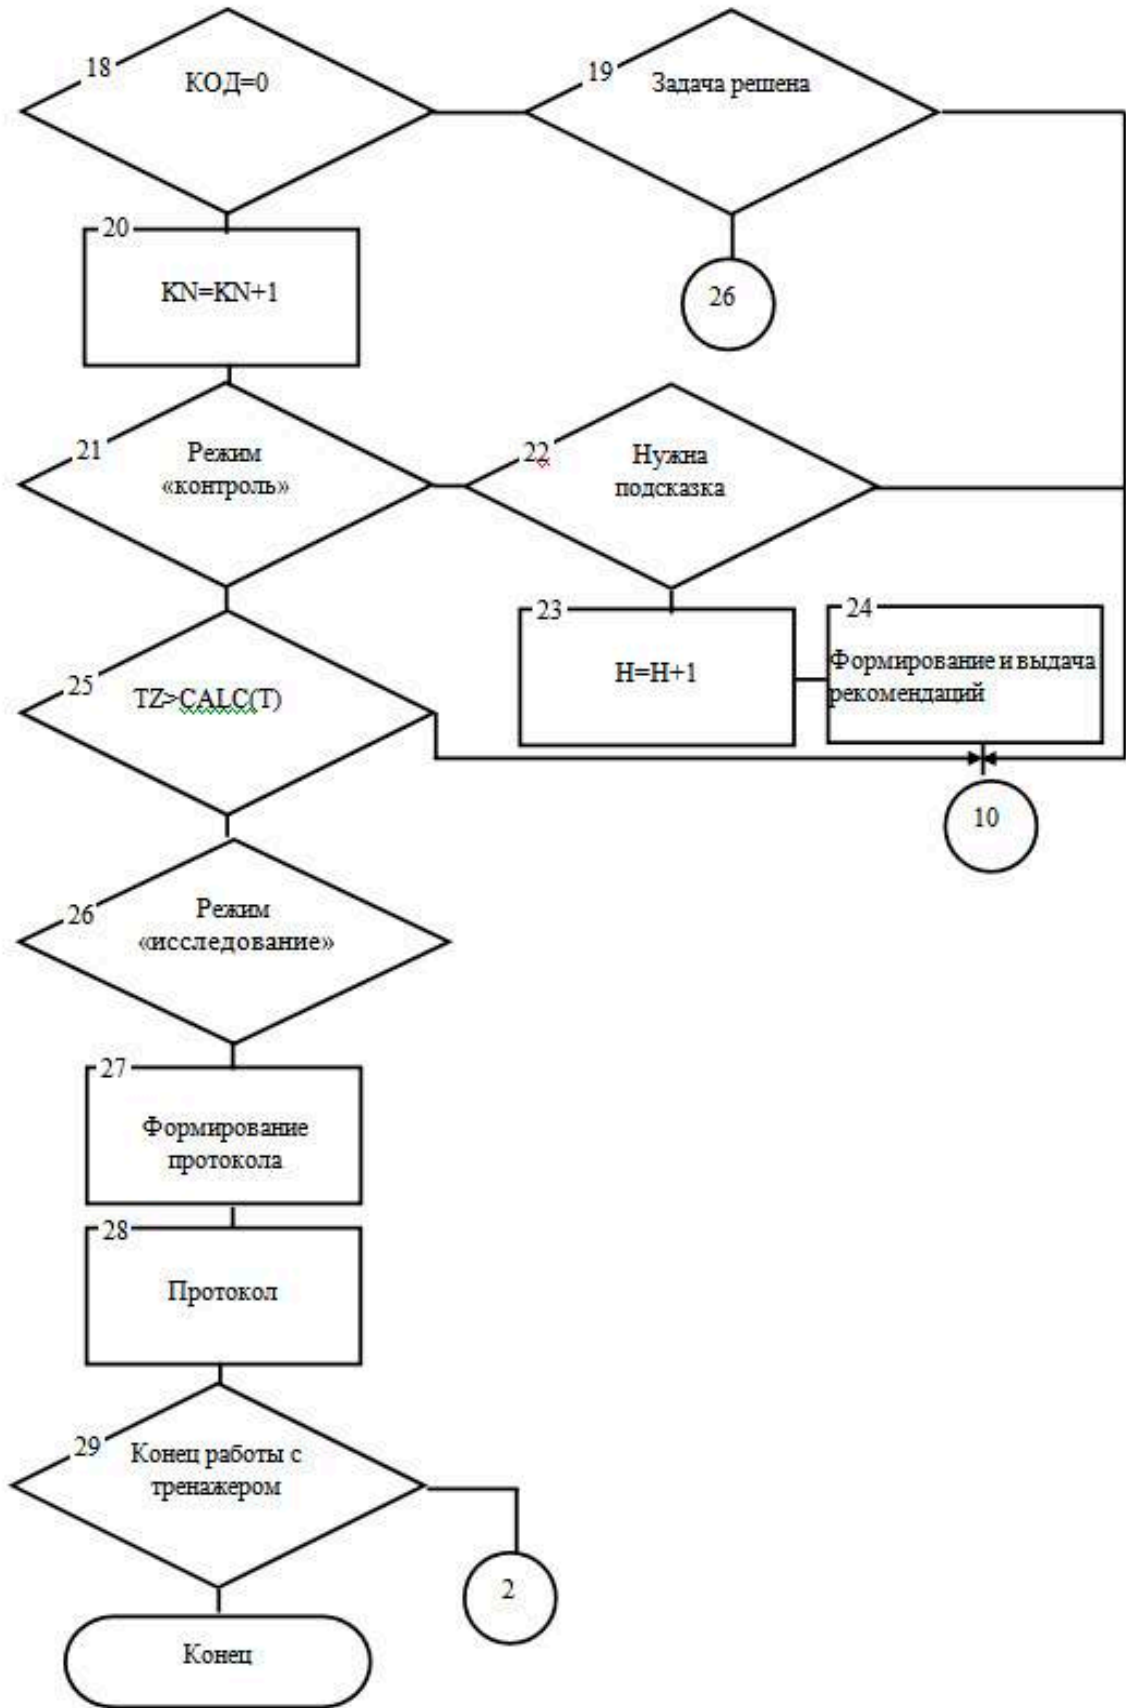 18
КОД=0
19
Задача решена
20
KN=KN+1
26
21
Режим
«контроль»
22
Нужна
подсказка
23
H=H+1
24
Формирование и выдача
рекомендаций
25
TZ>CALC(T)
10
26
Режим
«исследование»
27
Формирование
протокола
28
Протокол
29
Конец работы с
тренажером
2
Конец